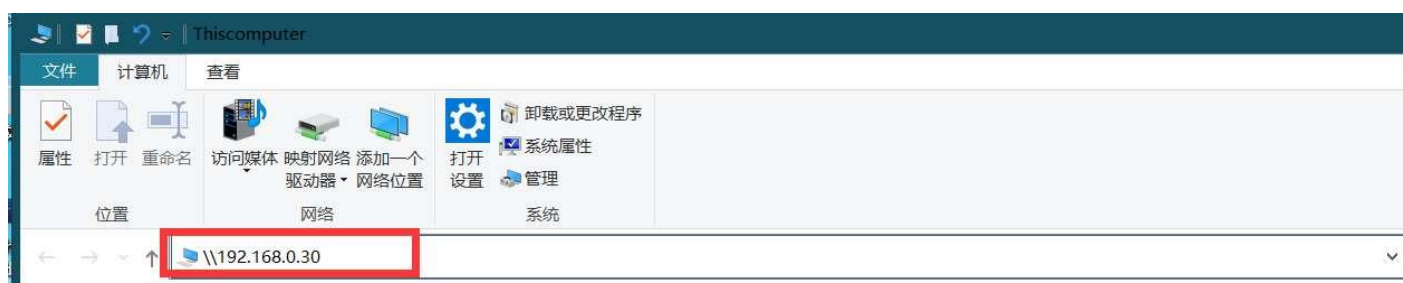 Thiscomputer
文件 计算机 查看
属性 打开 重命名 访问媒体 映射网络驱动器 添加一个网络位置 打开设置 卸载或更改程序
系统属性
管理
位置 网络 系统
\\192.168.0.30